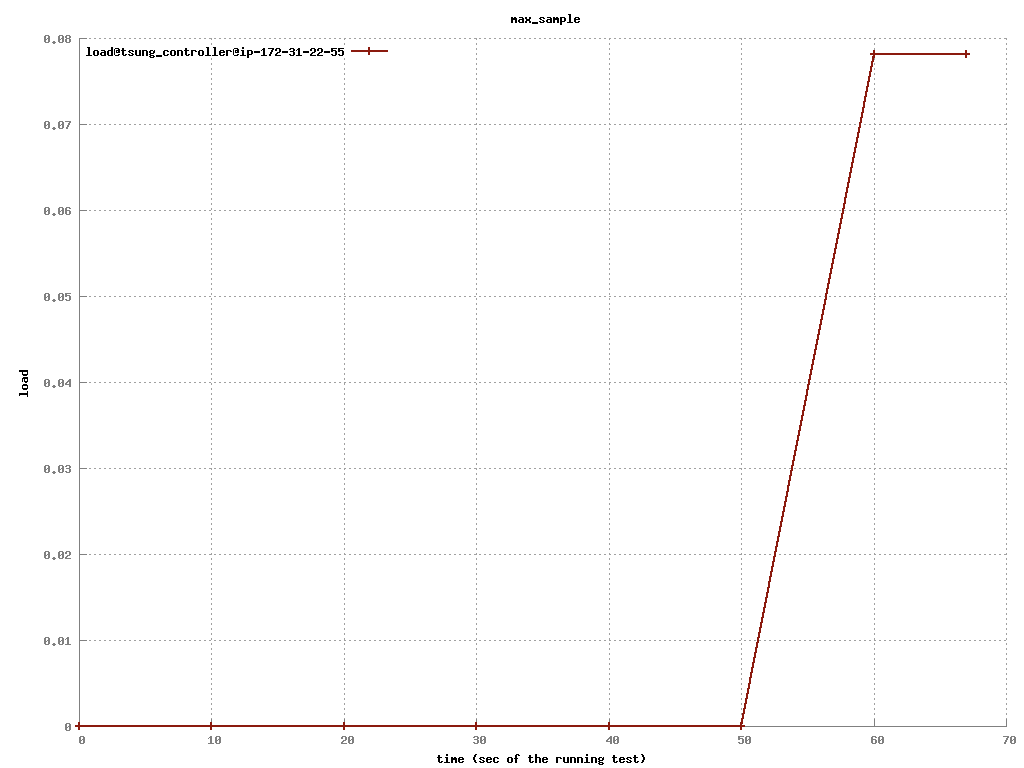 max_sample
load@tsung_controller@ip-172-31-22-55
0.08
0.07
0.06
0.05
0.04
0.03
0.02
0.01
0
load
0 10 20 30 40 50 60 70
time (sec of the running test)